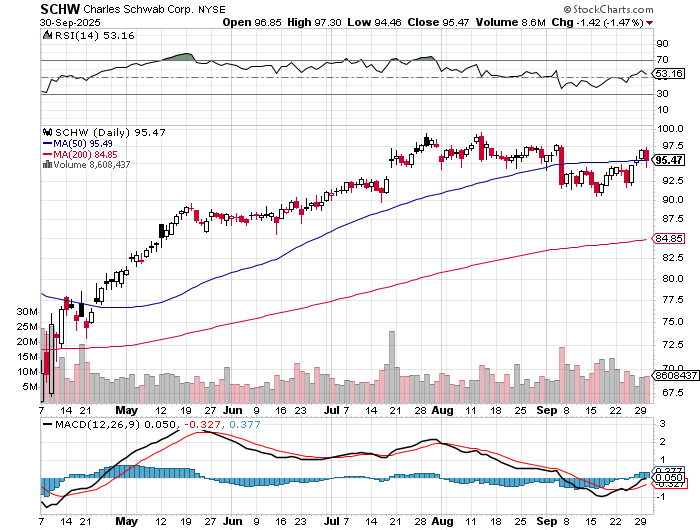 SCHW Charles Schwab Corp. NYSE © StockCharts.com
30-Sep-2025 Open 96.85 High 97.30 Low 94.46 Close 95.47 Volume 8.6M Chg -1.42 (-1.47%)
RSI(14) 53.16
90
70
53.16
30
10
SCHW (Daily) 95.47
MA(50) 95.49
MA(200) 84.85
Volume 8,608,437
100.0
97.5
95.47
92.5
90.0
87.5
84.85
82.5
80.0
77.5
75.0
72.5
70.0
67.5
8608437
30M
25M
20M
15M
10M
5M
7 14 21 May 12 19 27 Jun 9 16 23 Jul 7 14 21 Aug 11 18 25 Sep 8 15 22 29
MACD(12,26,9) 0.050, -0.327, 0.377
3
2
1
0.377
0.050
-0.327
-1
7 14 21 May 12 19 27 Jun 9 16 23 Jul 7 14 21 Aug 11 18 25 Sep 8 15 22 29